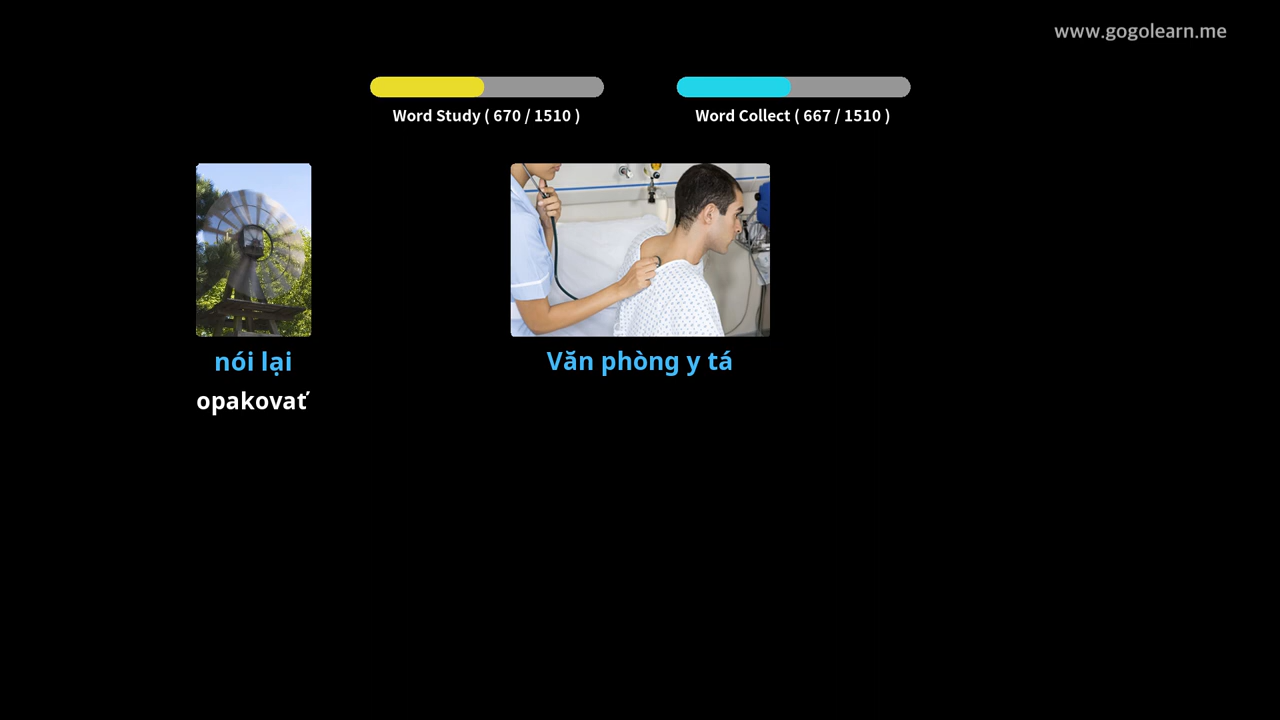 www.gogolearn.me
Word Study ( 670 / 1510 )
Word Collect ( 667 / 1510 )
nói lại
opakovať
Văn phòng y tá